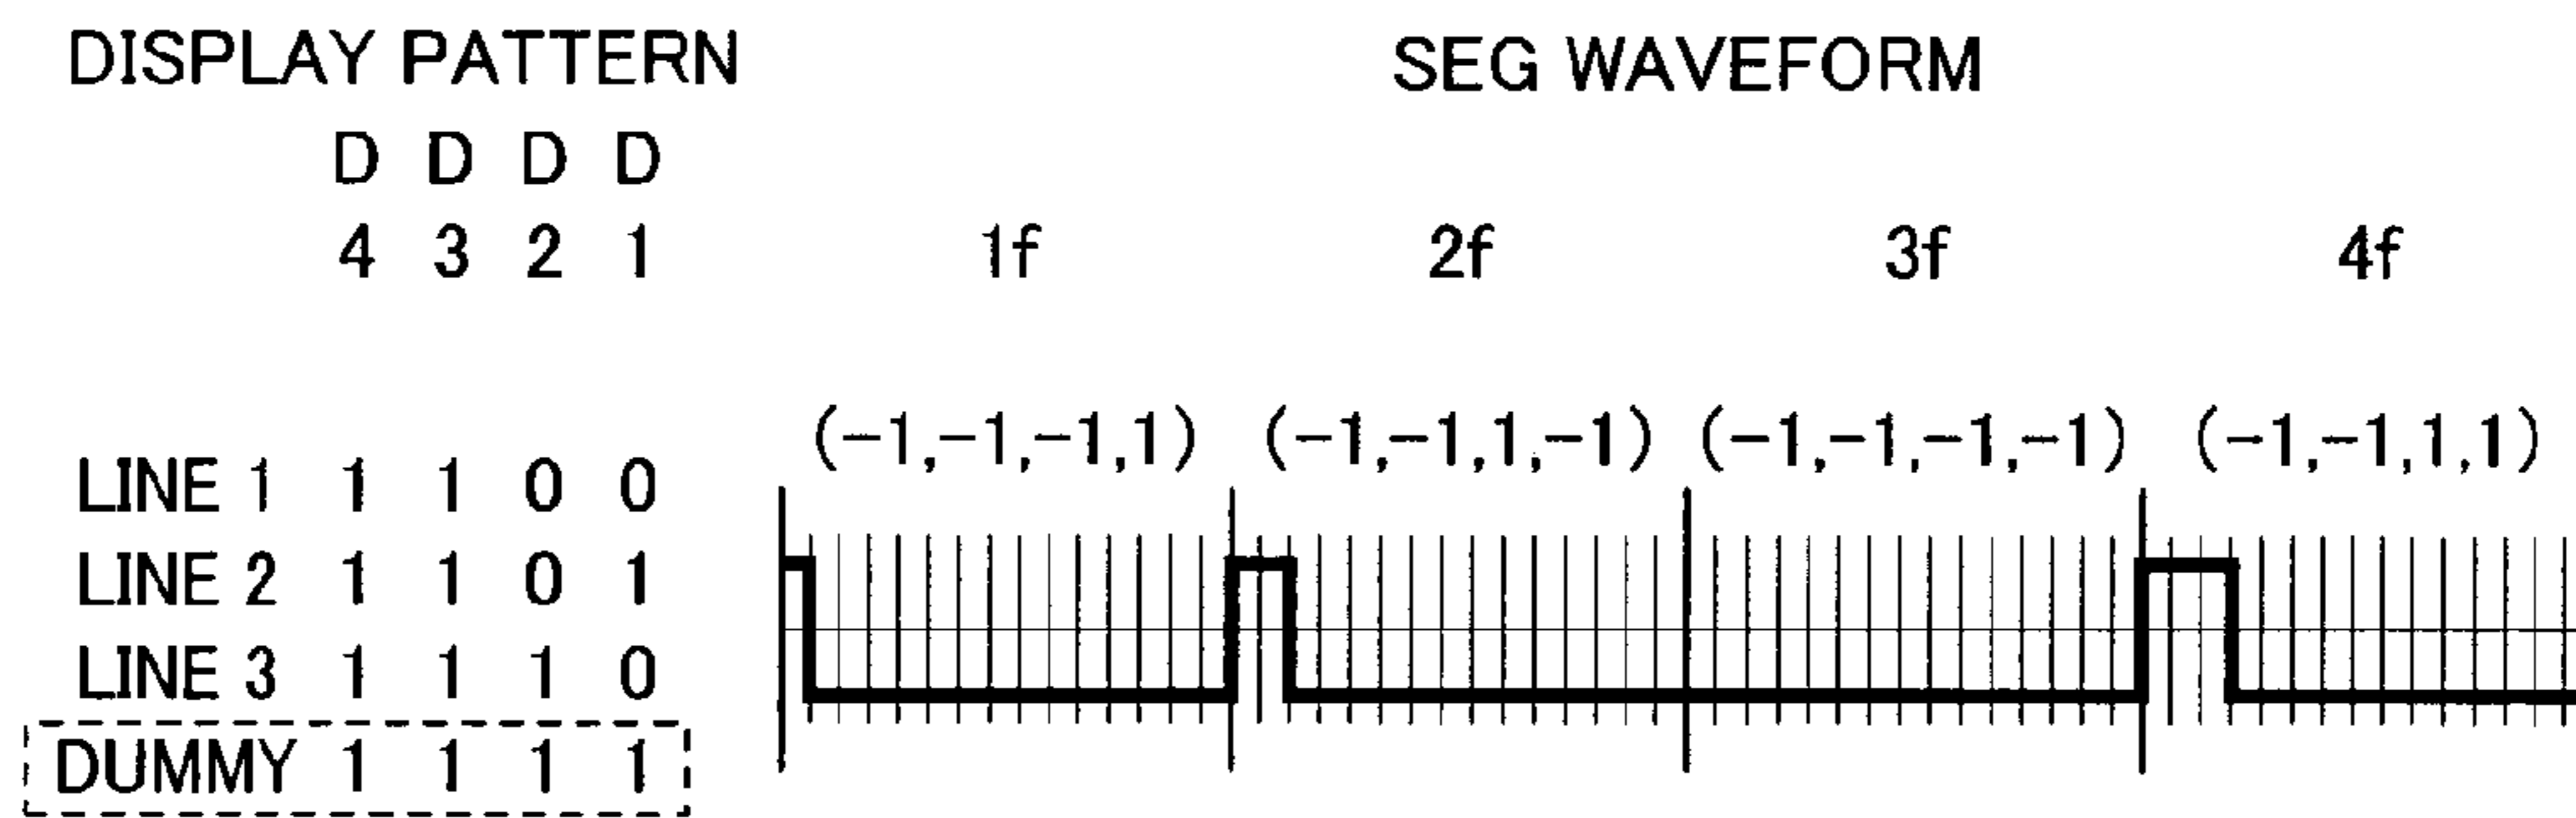 DISPLAY PATTERN SEG WAVEFORM
D D D D
4 3 2 1 1f 2f 3f 4f
(-1,-1,-1,1) (-1,-1,1,-1) (-1,-1,-1,-1) (-1,-1,1,1)
LINE 1 1 1 0 0
LINE 2 1 1 0 1
LINE 3 1 1 1 0
DUMMY 1 1 1 1